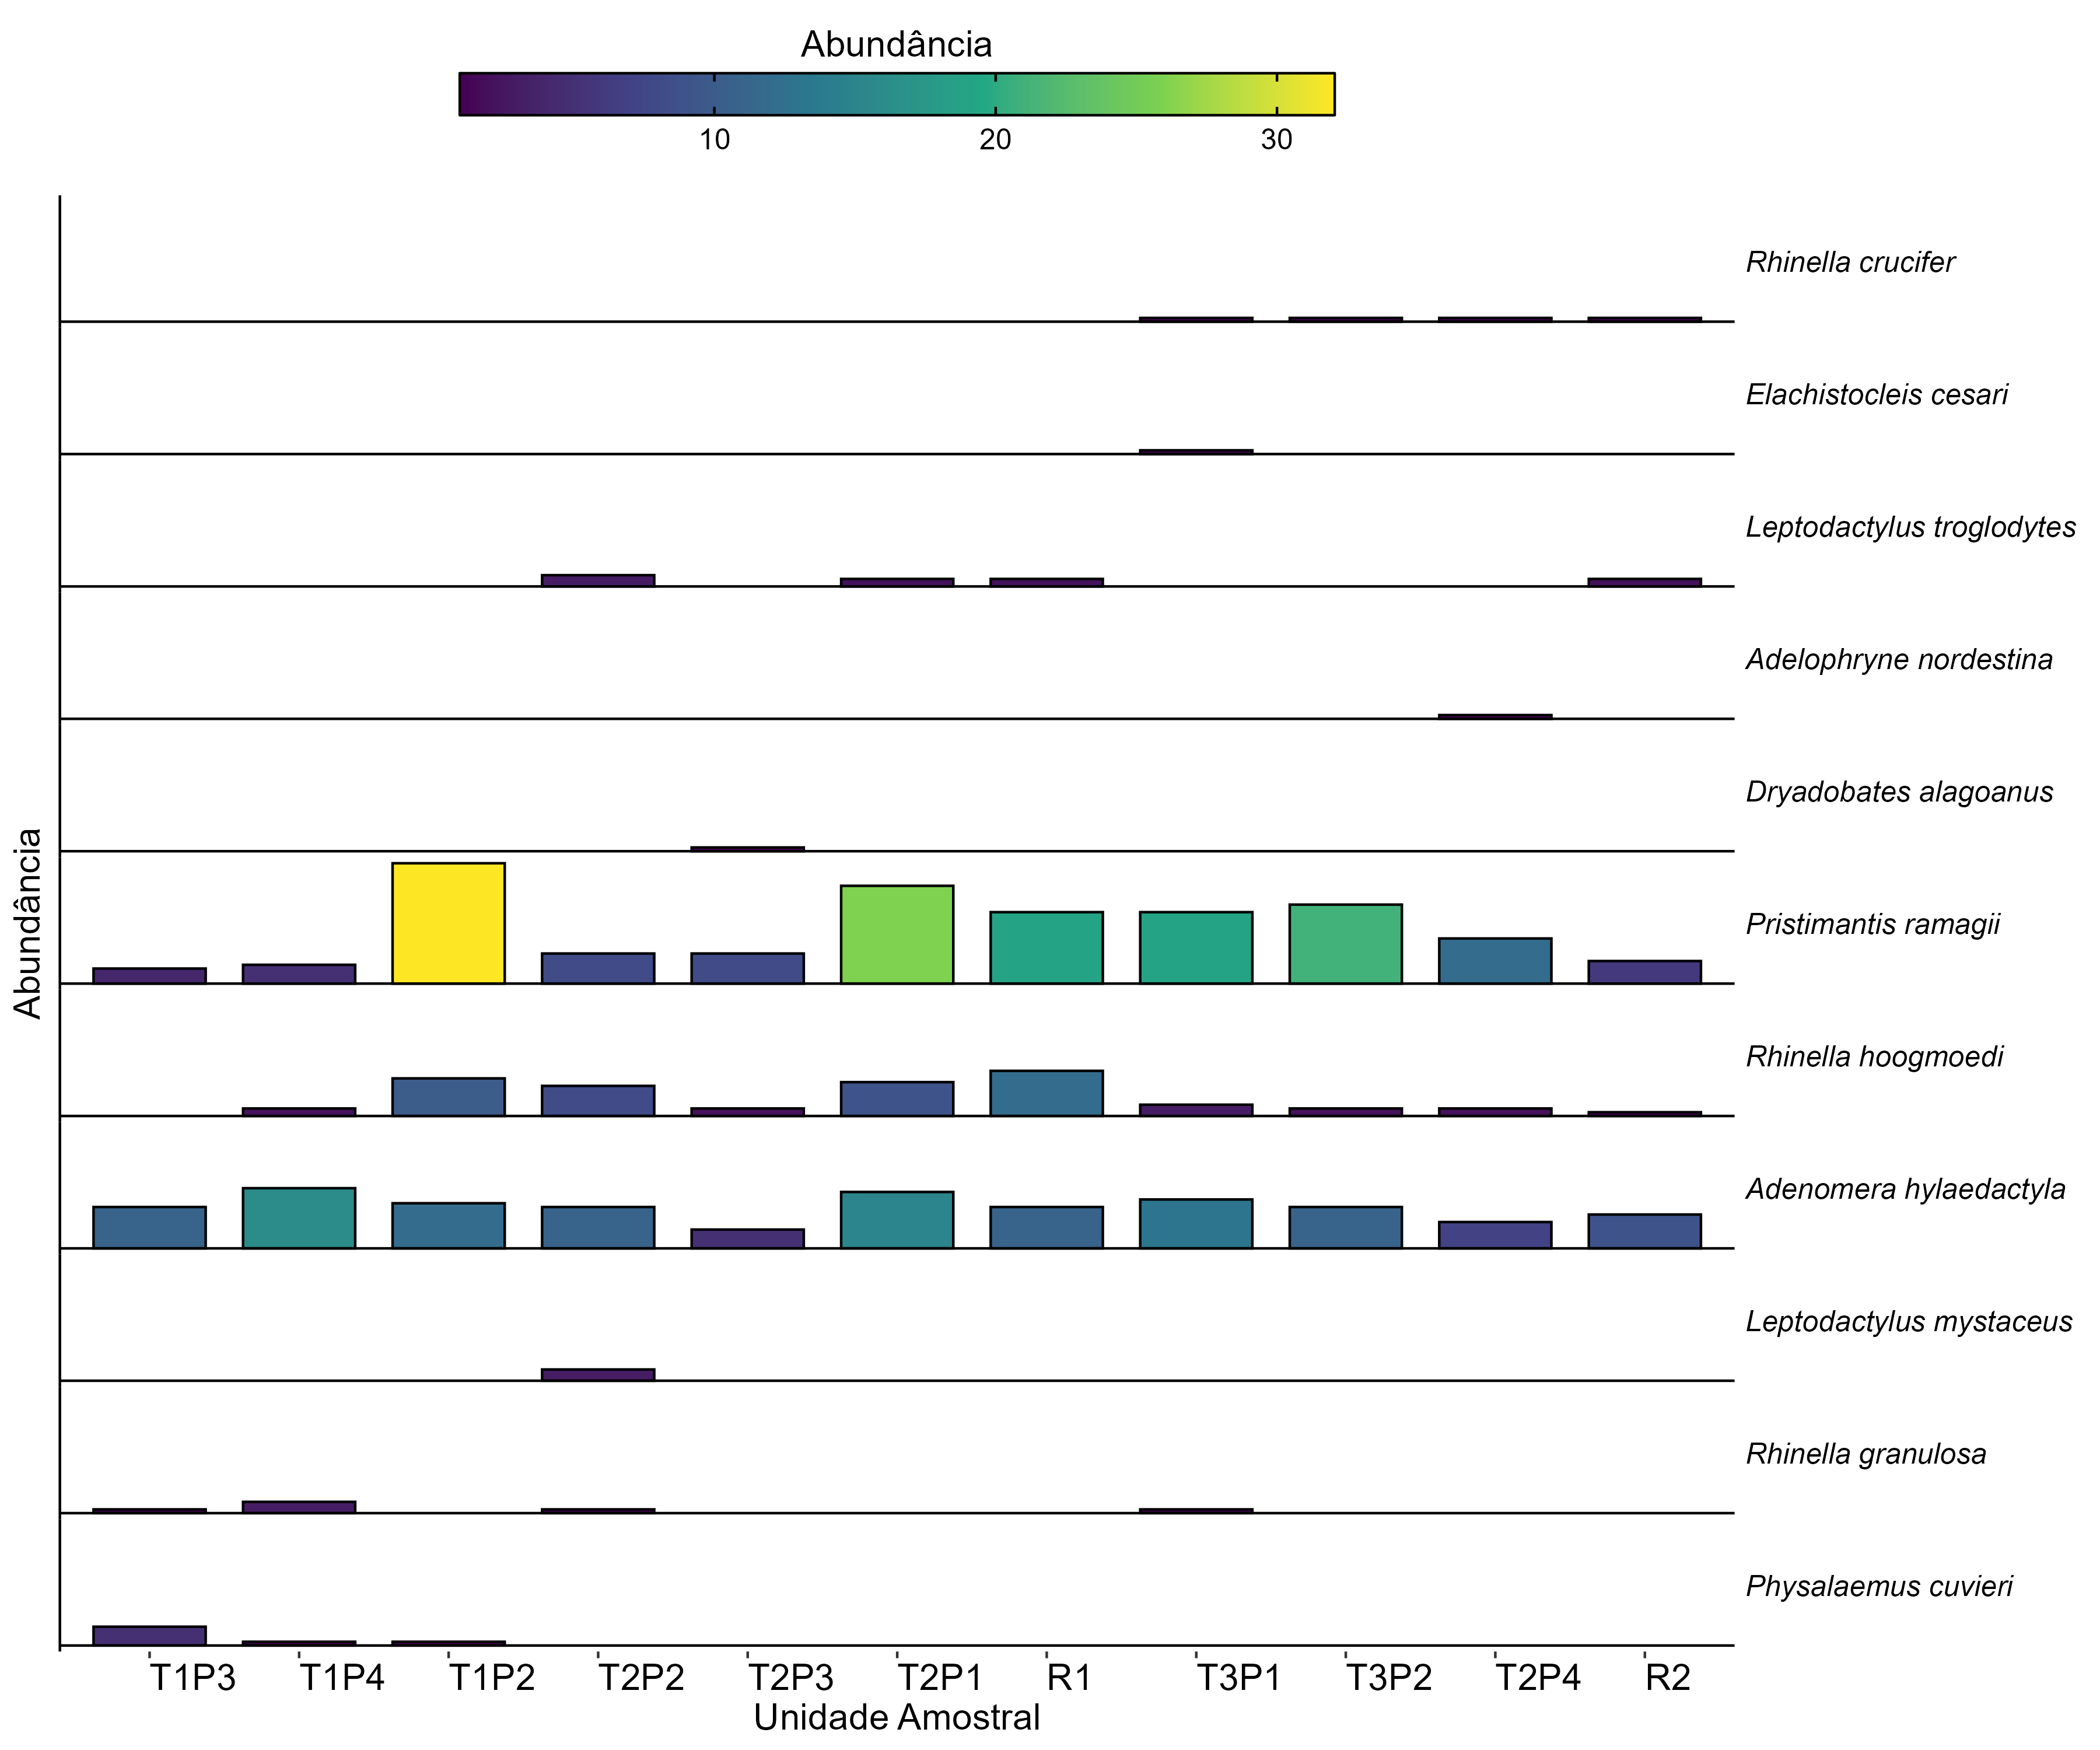 Abundância
10 20 30
Rhinella crucifer
Elachistocleis cesari
Leptodactylus troglodytes
Adelophryne nordestina
Dryadobates alagoanus
Pristimantis ramagii
Rhinella hoogmoedi
Adenomera hylaedactyla
Leptodactylus mystaceus
Rhinella granulosa
Physalaemus cuvieri
Abundância
T1P3 T1P4 T1P2 T2P2 T2P3 T2P1 R1 T3P1 T3P2 T2P4 R2
Unidade Amostral